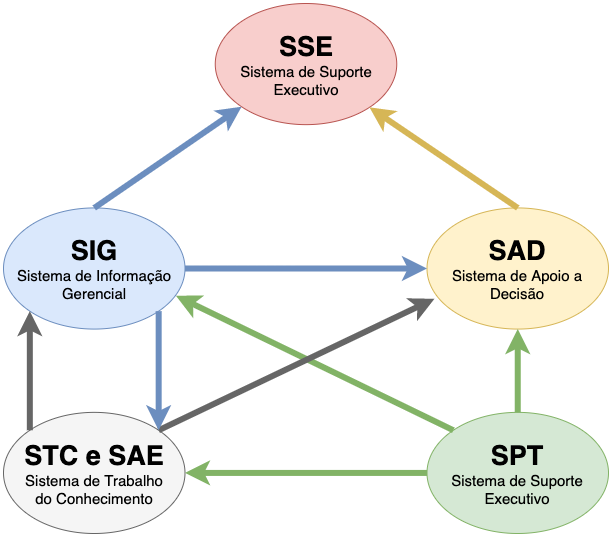 SSE
Sistema de Suporte
Executivo
SIG
Sistema de Informação
Gerencial
SAD
Sistema de Apoio a
Decisão
STC e SAE
Sistema de Trabalho
do Conhecimento
SPT
Sistema de Suporte
Executivo